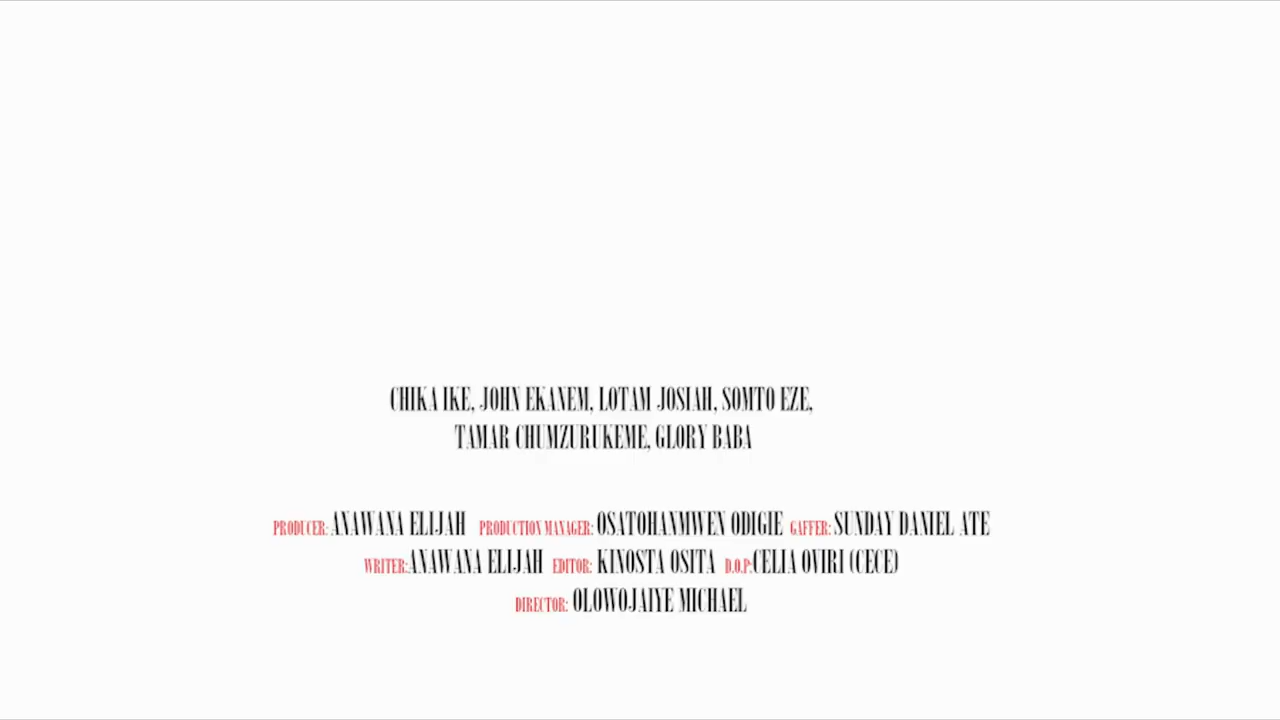 CHIKA IKE, JOHN EKANEM, LOTAM JOSIAH, SOMTO EZE,
TAMAR CHUMZURUKEME, GLORY BABA
PRODUCER: ANAWANA ELIJAH PRODUCTION MANAGER: OSATOHANMWEN ODIGIE GAFFER: SUNDAY DANIEL ATE
WRITER:ANAWANA ELIJAH EDITOR: KINOSTA OSITA D.O.P:CELIA OVIRI (CECE)
DIRECTOR: OLOWOJAIYE MICHAEL